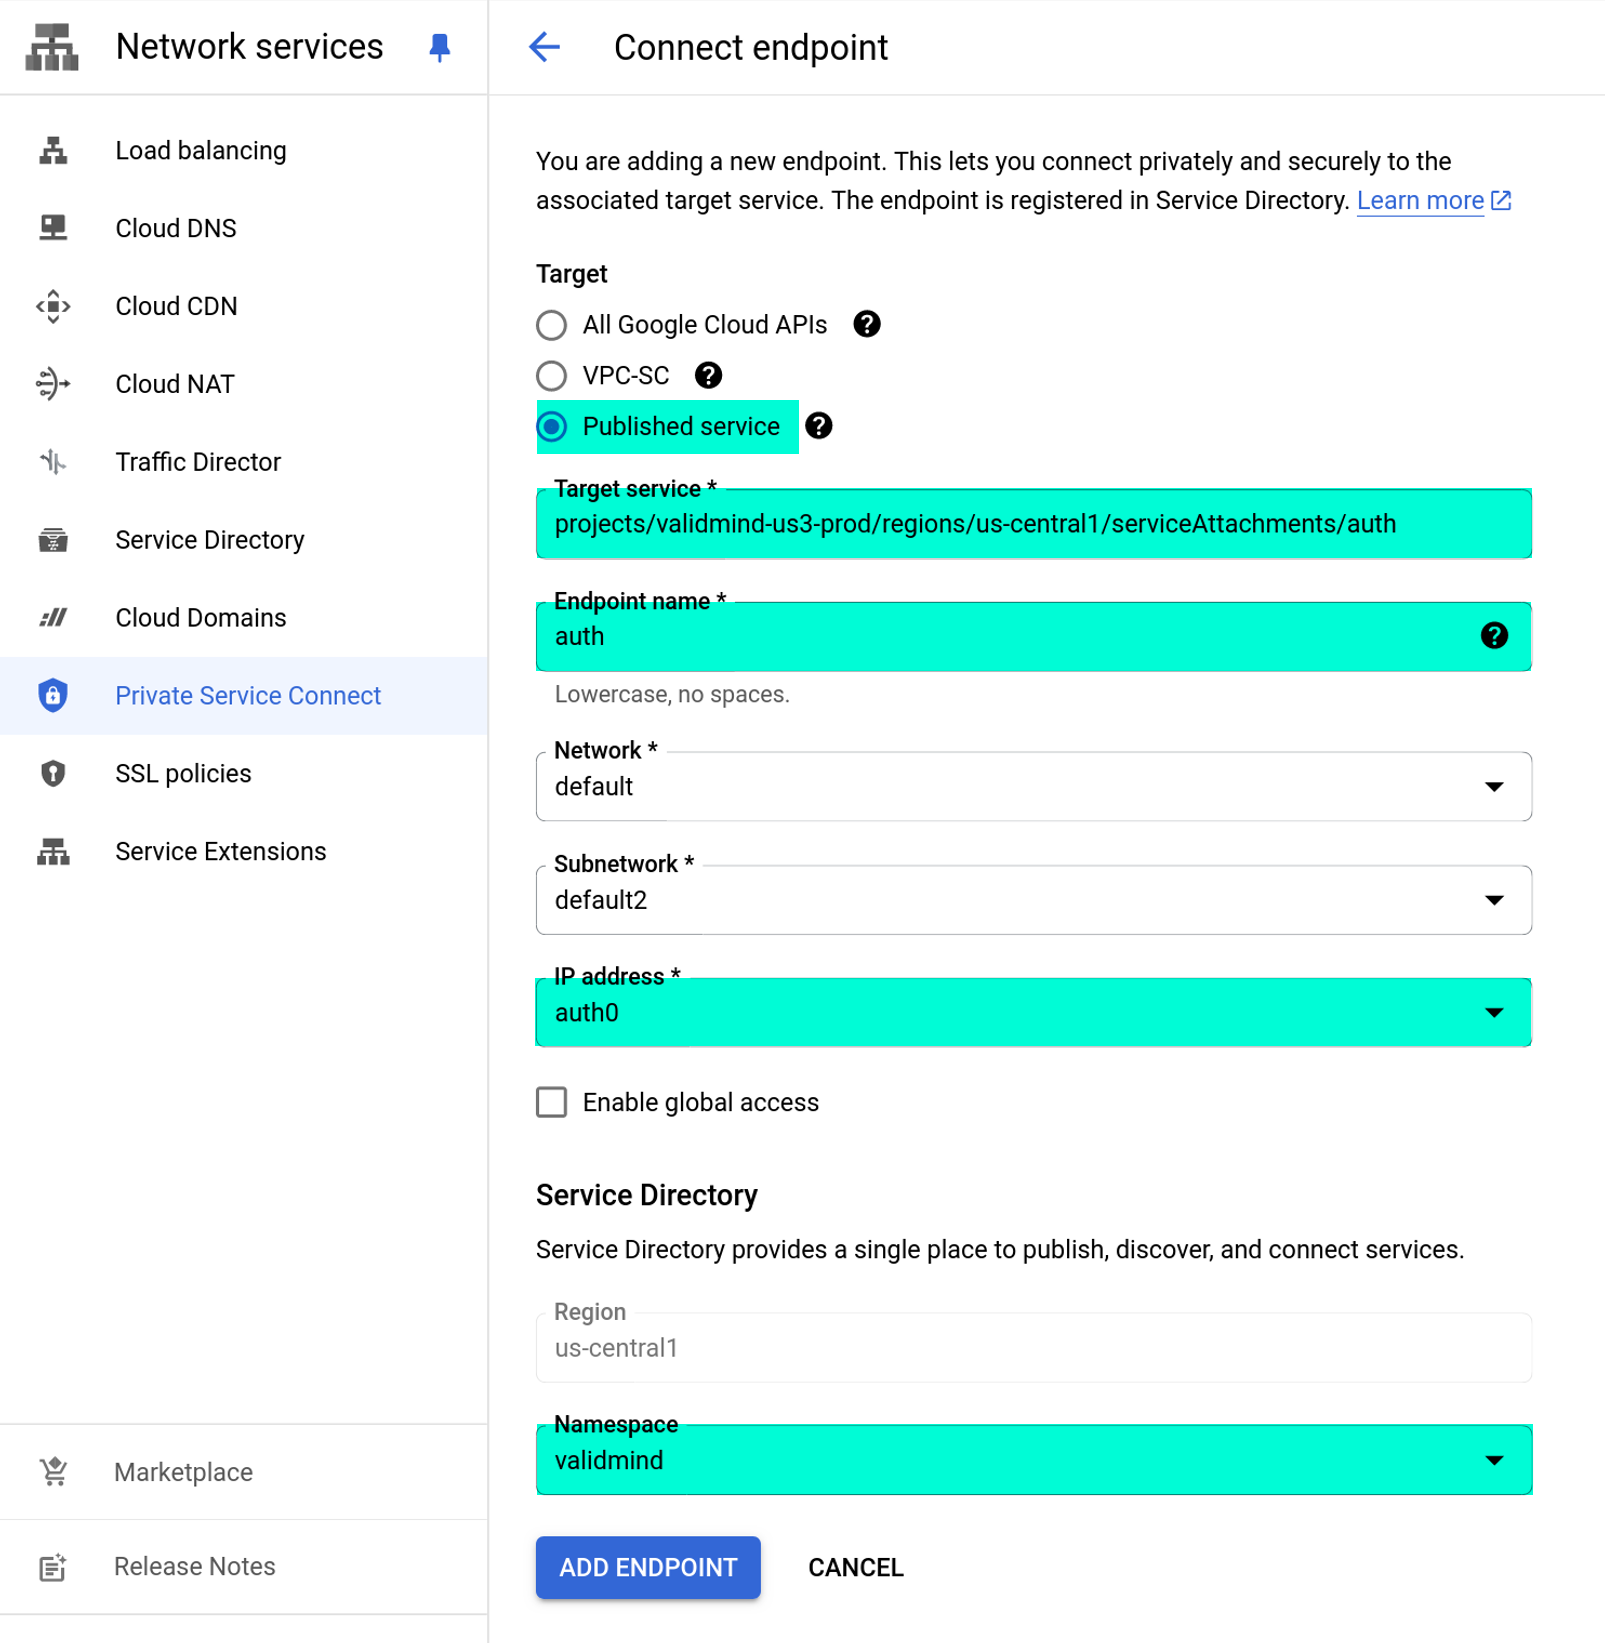 Network services
Connect endpoint
Load balancing
Cloud DNS
Cloud CDN
Cloud NAT
Traffic Director
Service Directory
Cloud Domains
Private Service Connect
SSL policies
Service Extensions
Marketplace
Release Notes
You are adding a new endpoint. This lets you connect privately and securely to the
associated target service. The endpoint is registered in Service Directory. Learn more
Target
All Google Cloud APIs
VPC-SC
Published service
Target service *
projects/validmind-us3-prod/regions/us-central1/serviceAttachments/auth
Endpoint name *
auth
Lowercase, no spaces.
Network *
default
Subnetwork *
default2
IP address *
auth0
Enable global access
Service Directory
Service Directory provides a single place to publish, discover, and connect services.
Region
us-central1
Namespace
validmind
ADD ENDPOINT
CANCEL